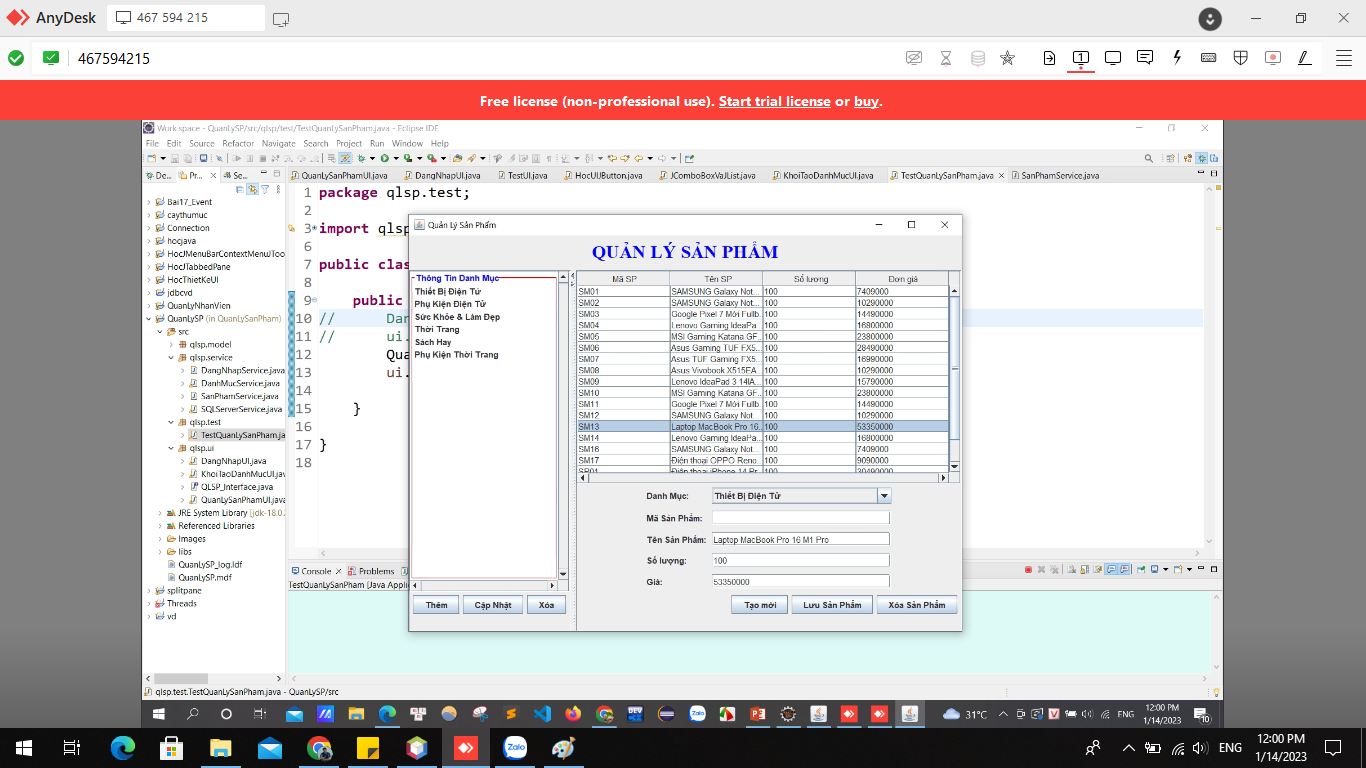 AnyDesk
467 594 215
467594215
Free license (non-professional use). Start trial license or buy.
Work space - QuanLySP/src/qlsp/test/TestQuanLySanPham.java - Eclipse IDE
File Edit Source Refactor Navigate Search Project Run Window Help
De... Pr... Se...
QuanLySanPhamUI.java DangNhapUI.java TestUI.java HocUIButton.java JComboBoxVaJList.java KhoiTaoDanhMucUI.java TestQuanLySanPham.java SanPhamService.java
Bai17_Event
caythumuc
Connection
hocjava
HocJMenuBarContextMenuJToo
HocJTabbedPane
HocThietKeUI
jdbcvd
QuanLyNhanVien
QuanLySP (in QuanLySanPham)
src
qlsp.model
qlsp.service
DangNhapService.java
DanhMucService.java
SanPhamService.java
SQLServerService.java
qlsp.test
TestQuanLySanPham.ja
qlsp.ui
DangNhapUI.java
KhoiTaoDanhMucUI.jav
QLSP_Interface.java
QuanLySanPhamUI.java
JRE System Library [jdk-18.0.
Referenced Libraries
Images
libs
QuanLySP_log.ldf
QuanLySP.mdf
splitpane
Threads
vd
1 package qlsp.test;
2
3 import qlsp
6
7 public clas
8
9 public
10 // Dan
11 // ui.
12 Qua
13 ui.
14
15 }
16
17 }
18
Quản Lý Sản Phẩm
QUẢN LÝ SẢN PHẨM
Thông Tin Danh Mục
Thiết Bị Điện Tử
Phụ Kiện Điện Tử
Sức Khỏe & Làm Đẹp
Thời Trang
Sách Hay
Phụ Kiện Thời Trang
Thêm Cập Nhật Xóa
Mã SP Tên SP Số lượng Đơn giá
SM01 SAMSUNG Galaxy Not... 100 7409000
SM02 SAMSUNG Galaxy Not... 100 10290000
SM03 Google Pixel 7 Mới Fullb... 100 14490000
SM04 Lenovo Gaming IdeaPa... 100 16800000
SM05 MSI Gaming Katana GF... 100 23800000
SM06 Asus Gaming TUF FX5... 100 28490000
SM07 Asus TUF Gaming FX5... 100 16990000
SM08 Asus Vivobook X515EA... 100 10290000
SM09 Lenovo IdeaPad 3 14IA... 100 15790000
SM10 MSI Gaming Katana GF... 100 23800000
SM11 Google Pixel 7 Mới Fullb... 100 14490000
SM12 SAMSUNG Galaxy Not... 100 10290000
SM13 Laptop MacBook Pro 16... 100 53350000
SM14 Lenovo Gaming IdeaPa... 100 16800000
SM16 SAMSUNG Galaxy Not... 100 7409000
SM17 Điện thoại OPPO Reno... 100 9090000
SP01 Điện thoại iPhone 14 Pr... 100 30490000
Danh Mục: Thiết Bị Điện Tử
Mã Sản Phẩm:
Tên Sản Phẩm: Laptop MacBook Pro 16 M1 Pro
Số lượng: 100
Giá: 53350000
Tạo mới Lưu Sản Phẩm Xóa Sản Phẩm
Console Problems
TestQuanLySanPham [Java Appli
qlsp.test.TestQuanLySanPham.java - QuanLySP/src
31°C ENG 12:00 PM
1/14/2023
10
ENG 12:00 PM
1/14/2023